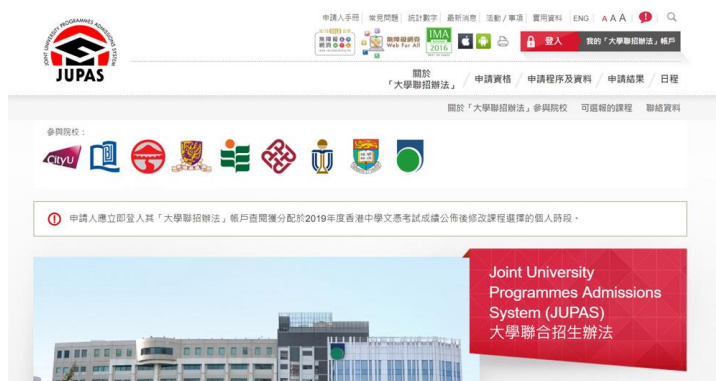 申請人手冊 常見問題 統計數字 最新消息 活動 / 事項 實用資料 ENG A A A
JOINT UNIVERSITY PROGRAMMES ADMISSIONS SYSTEM
JUPAS
無障礙網頁
Web For All
IMA
2016
登入
我的「大學聯招辦法」帳戶
關於
「大學聯招辦法」 / 申請資格 / 申請程序及資料 / 申請結果 / 日程
關於「大學聯招辦法」參與院校 可選報的課程 聯絡資料
參與院校 :
CityU
申請人應立即登入其「大學聯招辦法」帳戶查閱獲分配於2019年度香港中學文憑考試成績公佈後修改課程選擇的個人時段。
Joint University
Programmes Admissions
System (JUPAS)
大學聯合招生辦法